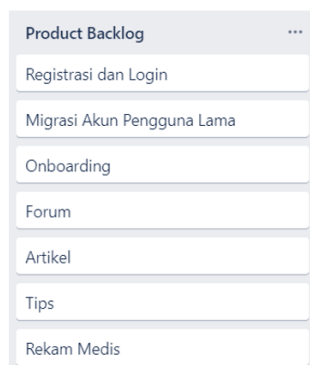 Product Backlog
Registrasi dan Login
Migrasi Akun Pengguna Lama
Onboarding
Forum
Artikel
Tips
Rekam Medis